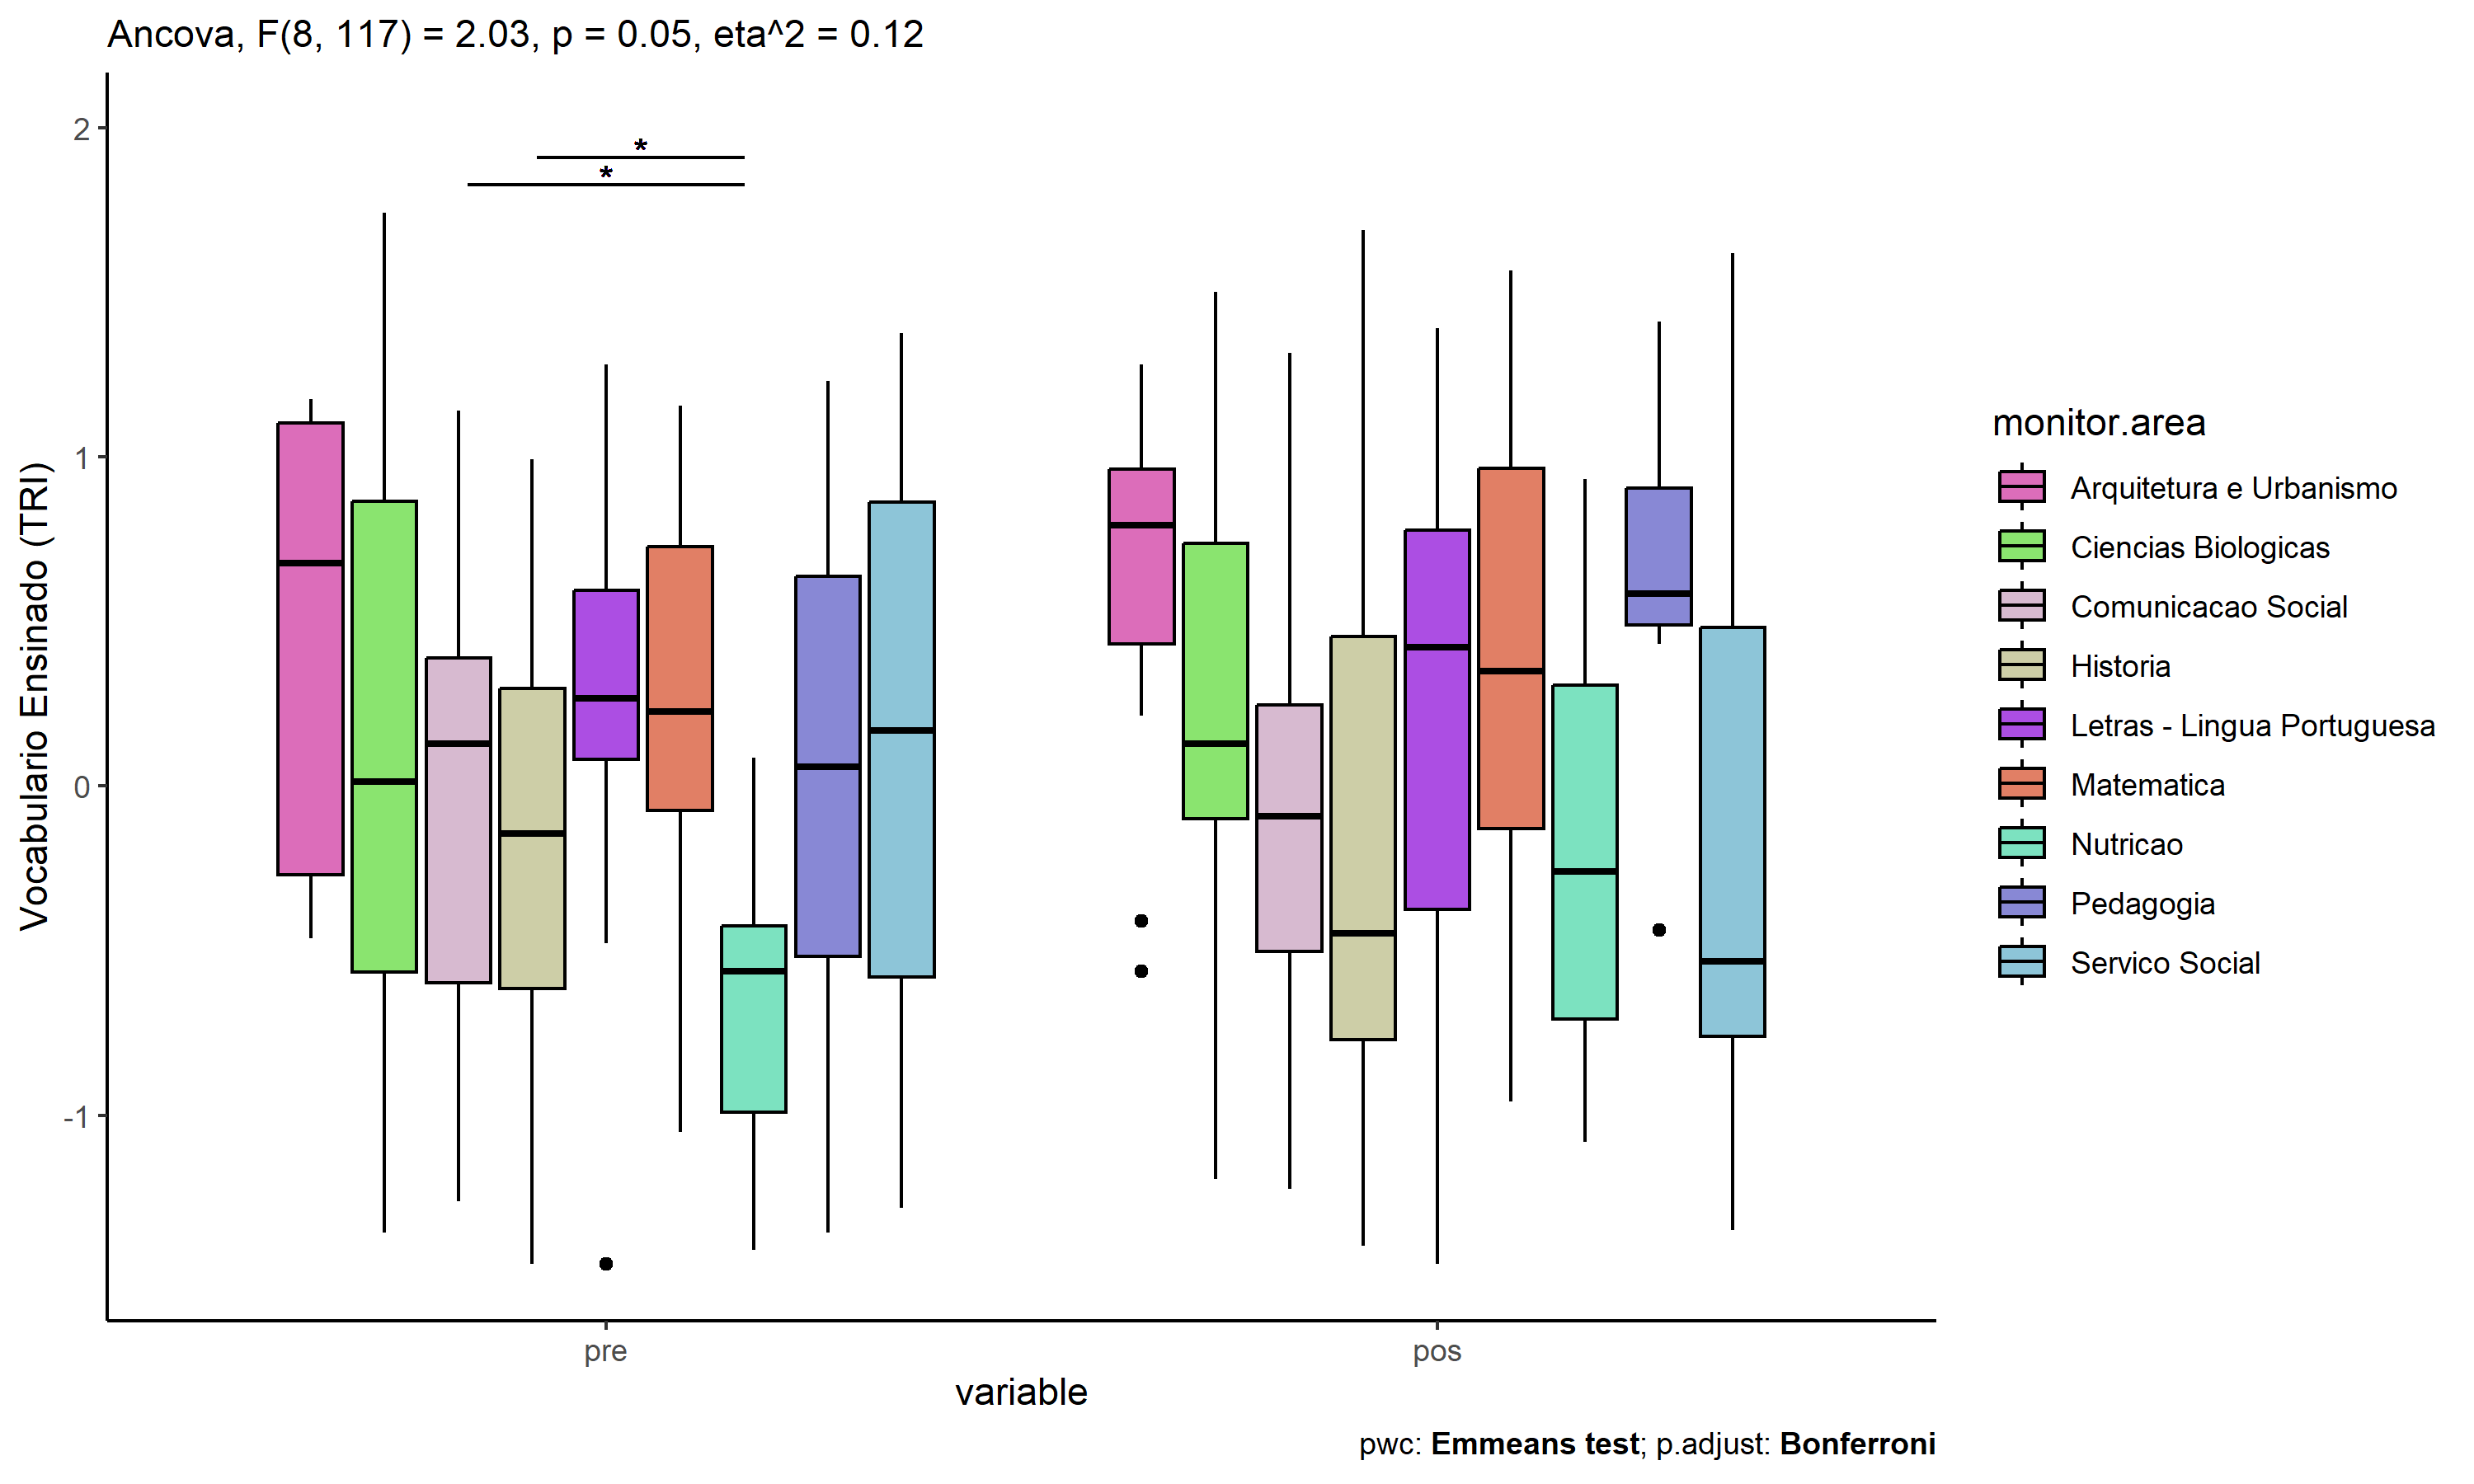 Ancova, F(8, 117) = 2.03, p = 0.05, eta^2 = 0.12
Vocabulario Ensinado (TRI)
2
1
0
-1
*
*
pre
pos
variable
monitor.area
Arquitetura e Urbanismo
Ciencias Biologicas
Comunicacao Social
Historia
Letras - Lingua Portuguesa
Matematica
Nutricao
Pedagogia
Servico Social
pwc: Emmeans test; p.adjust: Bonferroni